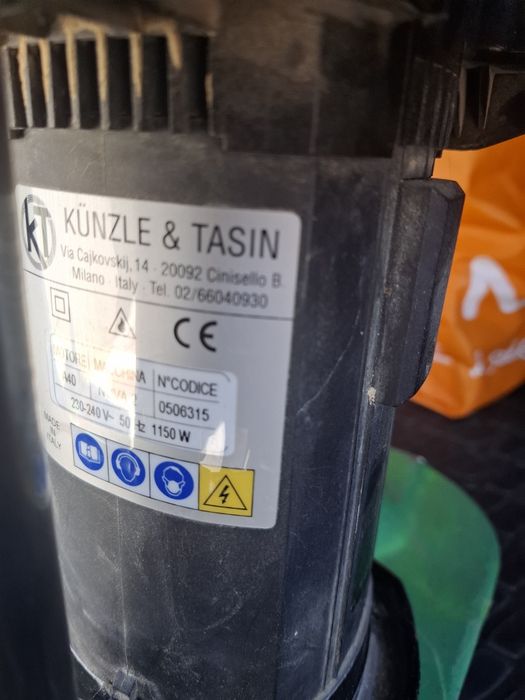 KT KÜNZLE & TASIN
Via Cajkovskij, 14 - 20092 Cinisello B.
Milano - Italy - Tel. 02/66040930
CE
N°CODICE
A40 0506315
230-240 V~ 50 Hz 1150 W
MADE
IN
ITALY